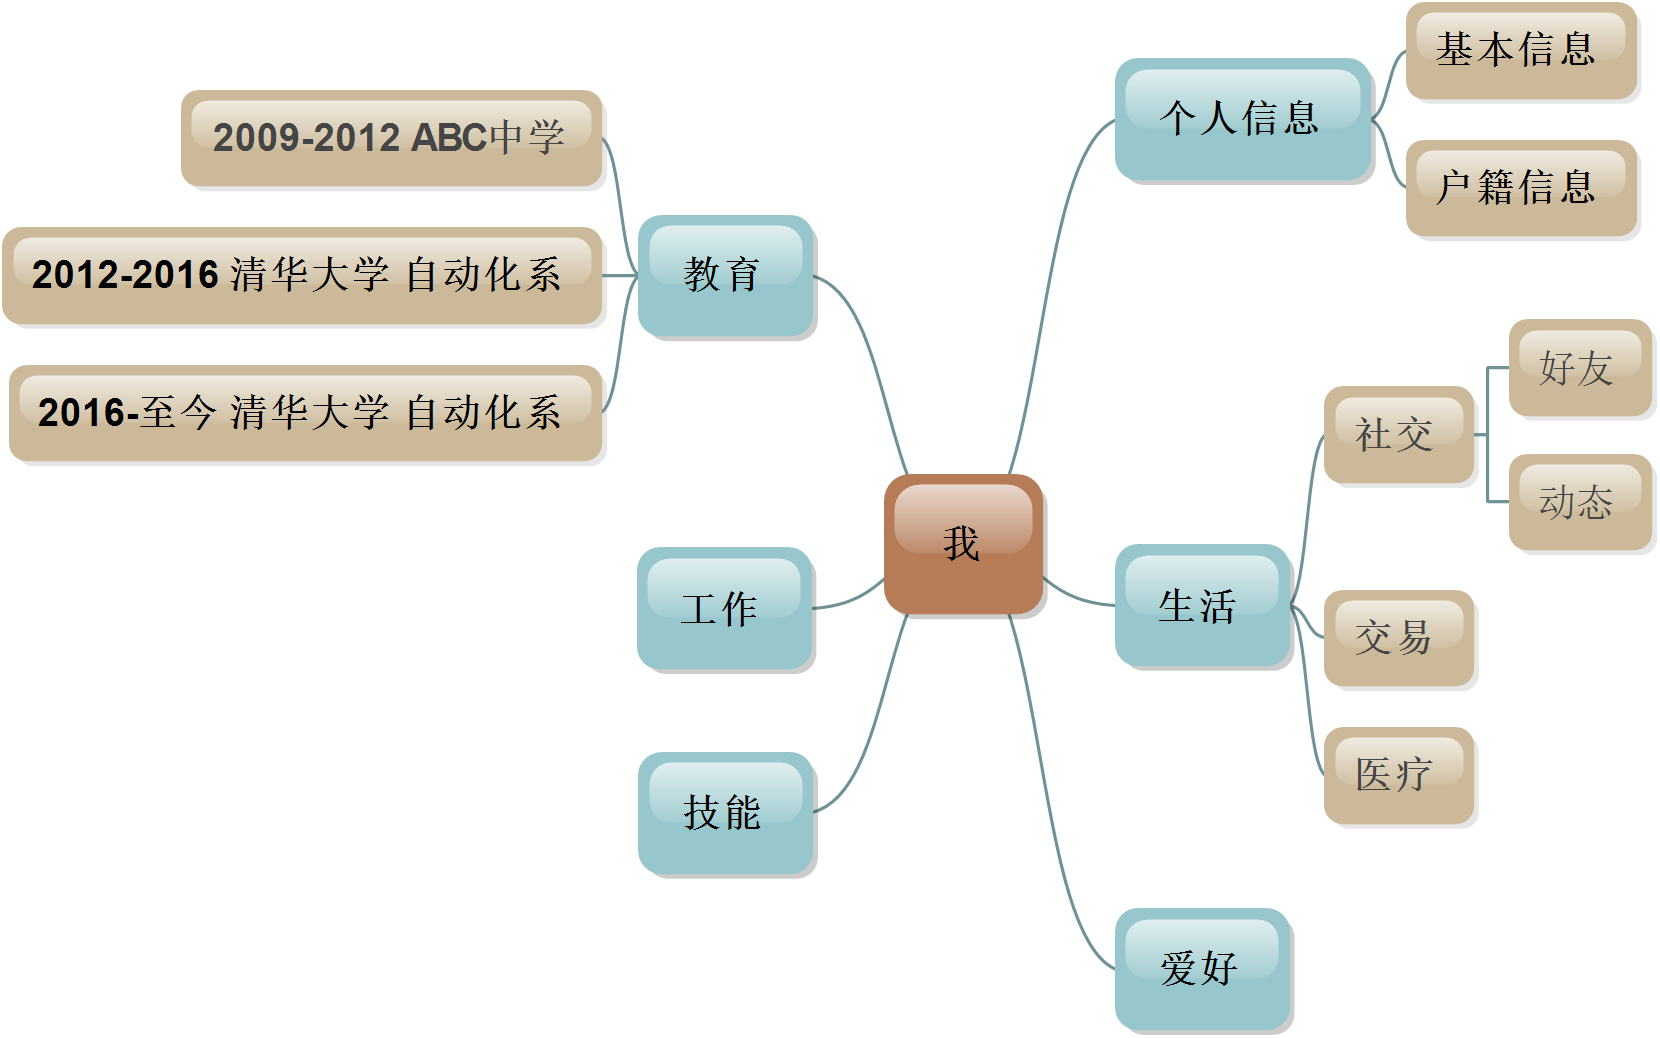 我
个人信息
基本信息
户籍信息
生活
社交
好友
动态
交易
医疗
爱好
教育
2009-2012 ABC中学
2012-2016 清华大学 自动化系
2016-至今 清华大学 自动化系
工作
技能